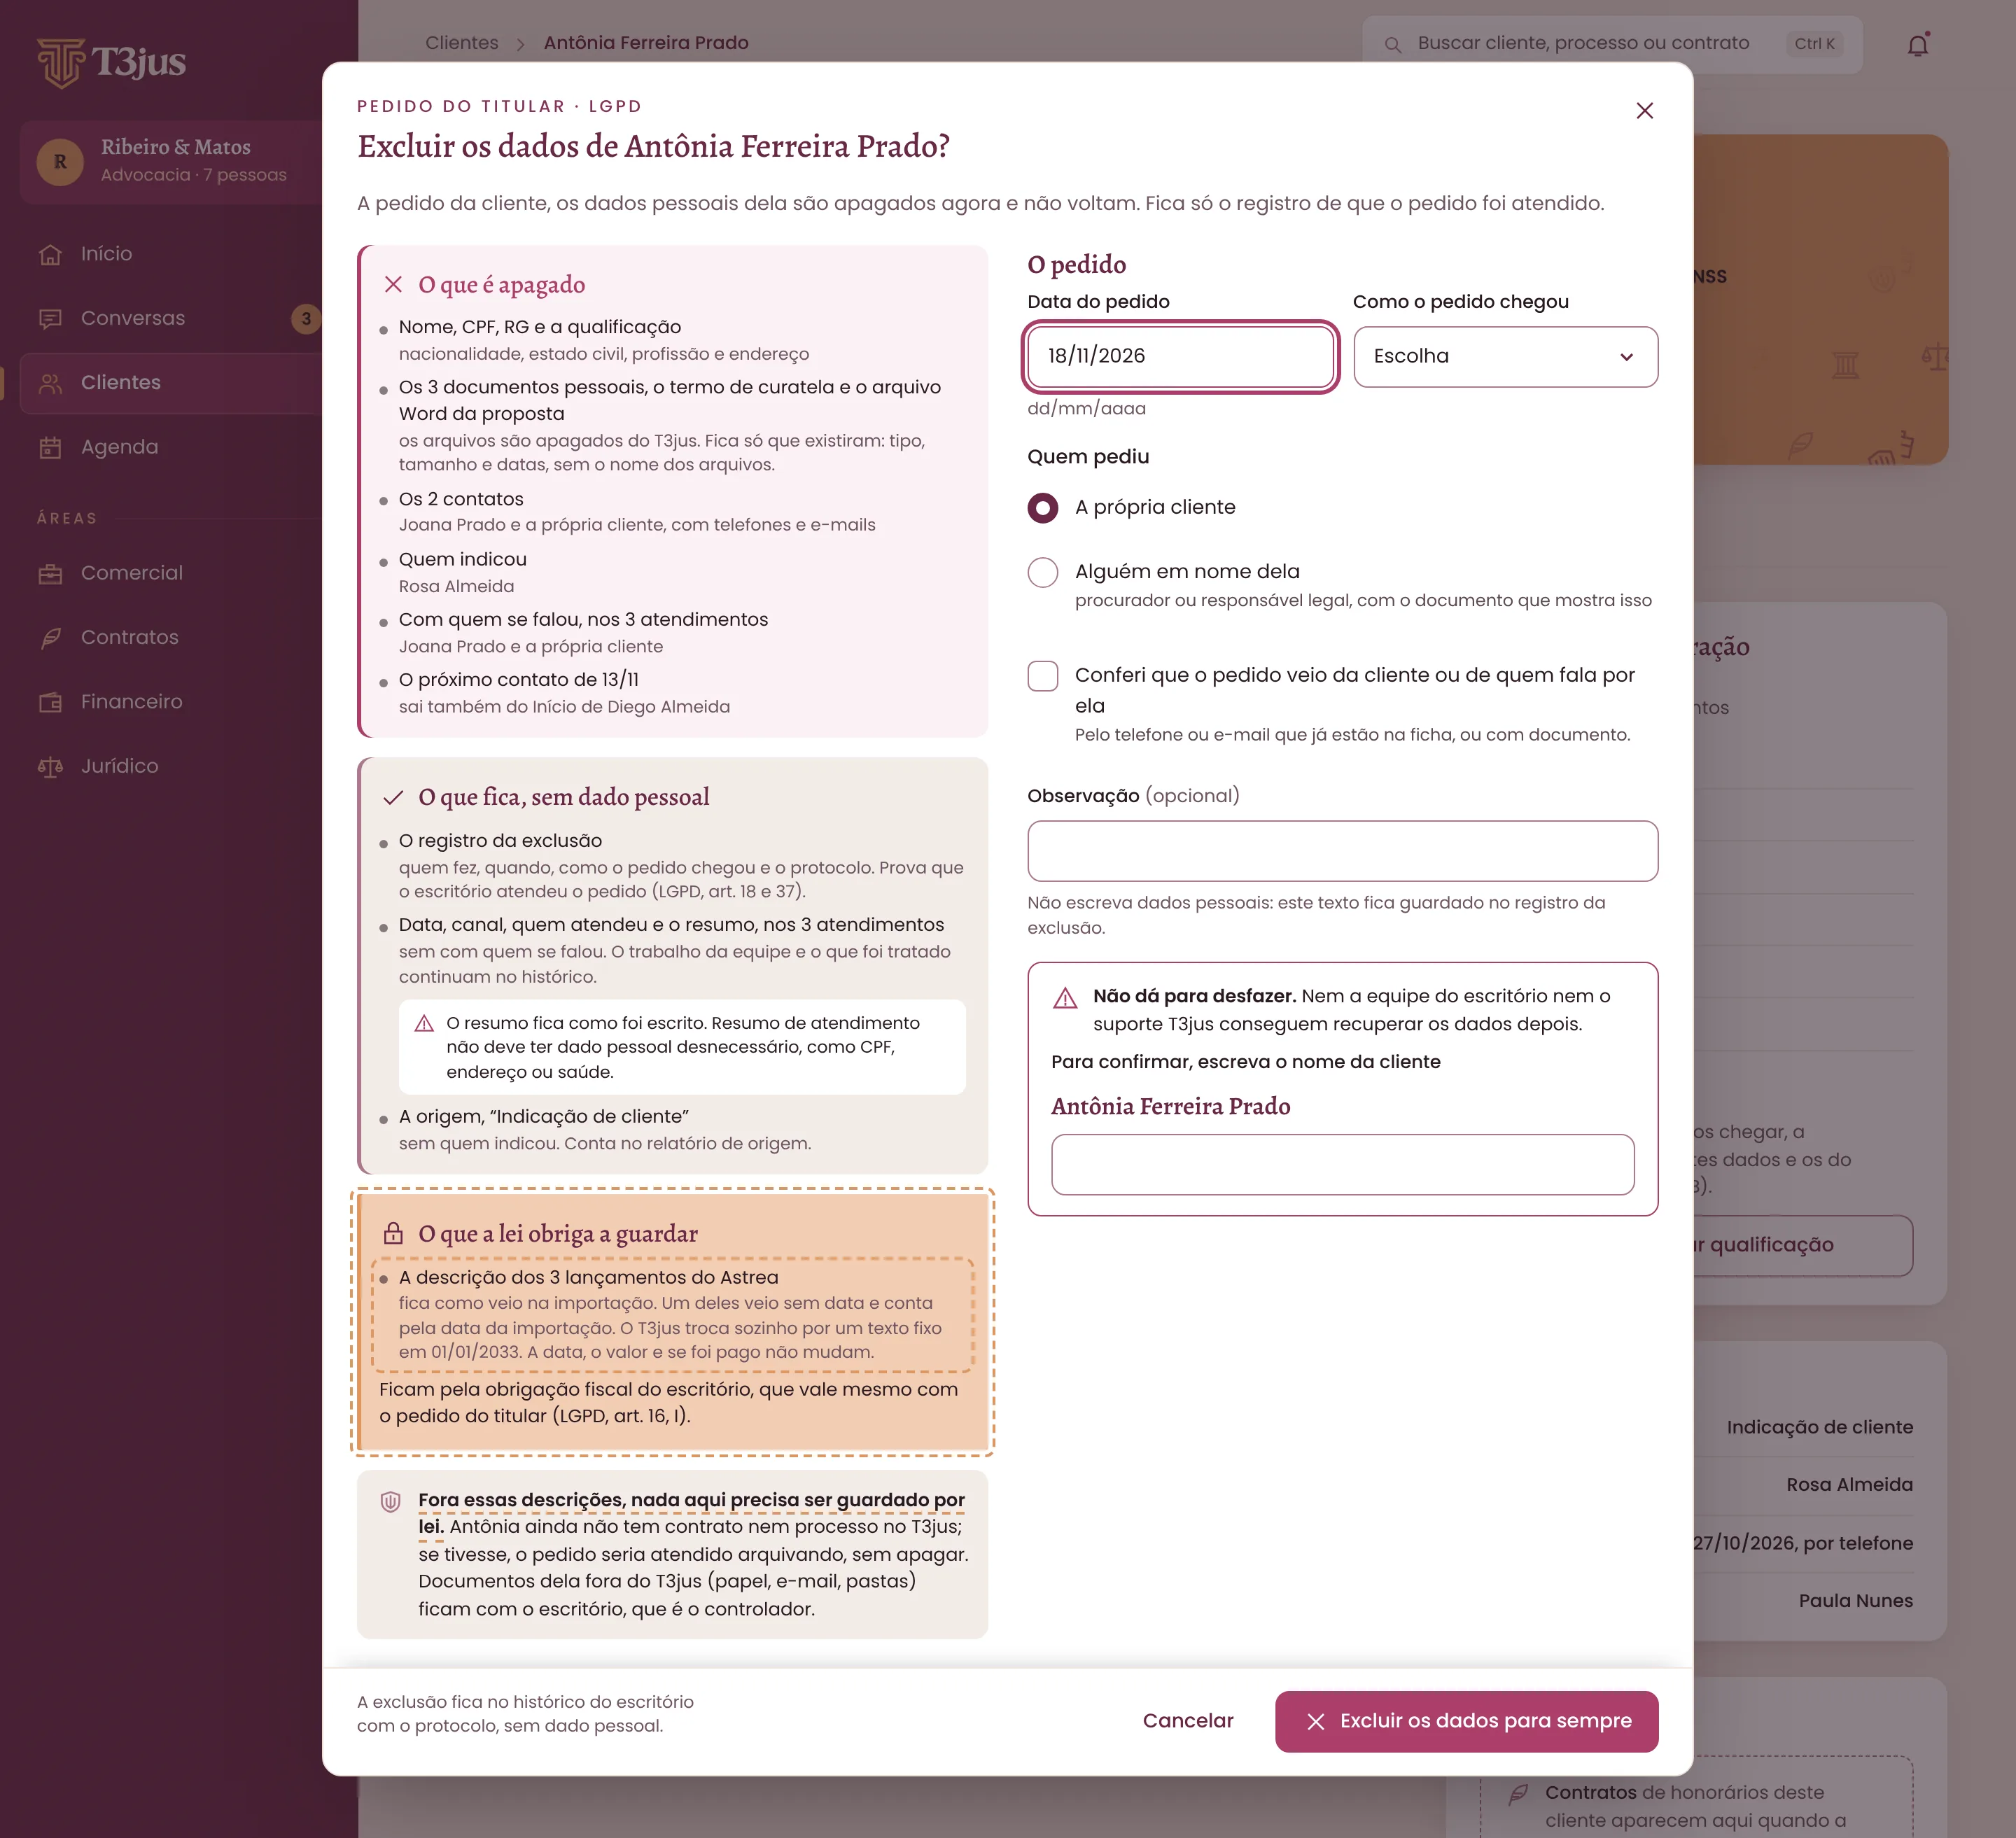 T3jus
R
Ribeiro & Matos
Advocacia · 7 pessoas
Início
Conversas
3
Clientes
Agenda
ÁREAS
Comercial
Contratos
Financeiro
Jurídico
Clientes
Antônia Ferreira Prado
Buscar cliente, processo ou contrato
Ctrl K
PEDIDO DO TITULAR · LGPD
Excluir os dados de Antônia Ferreira Prado?
A pedido da cliente, os dados pessoais dela são apagados agora e não voltam. Fica só o registro de que o pedido foi atendido.
O que é apagado
Nome, CPF, RG e a qualificação
nacionalidade, estado civil, profissão e endereço
Os 3 documentos pessoais, o termo de curatela e o arquivo
Word da proposta
os arquivos são apagados do T3jus. Fica só que existiram: tipo,
tamanho e datas, sem o nome dos arquivos.
Os 2 contatos
Joana Prado e a própria cliente, com telefones e e-mails
Quem indicou
Rosa Almeida
Com quem se falou, nos 3 atendimentos
Joana Prado e a própria cliente
O próximo contato de 13/11
sai também do Início de Diego Almeida
O que fica, sem dado pessoal
O registro da exclusão
quem fez, quando, como o pedido chegou e o protocolo. Prova que
o escritório atendeu o pedido (LGPD, art. 18 e 37).
Data, canal, quem atendeu e o resumo, nos 3 atendimentos
sem com quem se falou. O trabalho da equipe e o que foi tratado
continuam no histórico.
O resumo fica como foi escrito. Resumo de atendimento
não deve ter dado pessoal desnecessário, como CPF,
endereço ou saúde.
A origem, “Indicação de cliente”
sem quem indicou. Conta no relatório de origem.
O que a lei obriga a guardar
A descrição dos 3 lançamentos do Astrea
fica como veio na importação. Um deles veio sem data e conta
pela data da importação. O T3jus troca sozinho por um texto fixo
em 01/01/2033. A data, o valor e se foi pago não mudam.
Ficam pela obrigação fiscal do escritório, que vale mesmo com
o pedido do titular (LGPD, art. 16, I).
Fora essas descrições, nada aqui precisa ser guardado por
lei. Antônia ainda não tem contrato nem processo no T3jus;
se tivesse, o pedido seria atendido arquivando, sem apagar.
Documentos dela fora do T3jus (papel, e-mail, pastas)
ficam com o escritório, que é o controlador.
O pedido
Data do pedido
18/11/2026
dd/mm/aaaa
Como o pedido chegou
Escolha
Quem pediu
A própria cliente
Alguém em nome dela
procurador ou responsável legal, com o documento que mostra isso
Conferi que o pedido veio da cliente ou de quem fala por
ela
Pelo telefone ou e-mail que já estão na ficha, ou com documento.
Observação (opcional)
Não escreva dados pessoais: este texto fica guardado no registro da
exclusão.
Não dá para desfazer. Nem a equipe do escritório nem o
suporte T3jus conseguem recuperar os dados depois.
Para confirmar, escreva o nome da cliente
Antônia Ferreira Prado
A exclusão fica no histórico do escritório
com o protocolo, sem dado pessoal.
Cancelar
Excluir os dados para sempre
NSS
ração
ntos
os chegar, a
tes dados e os do
3).
r qualificação
Indicação de cliente
Rosa Almeida
27/10/2026, por telefone
Paula Nunes
Contratos de honorários deste
cliente aparecem aqui quando a